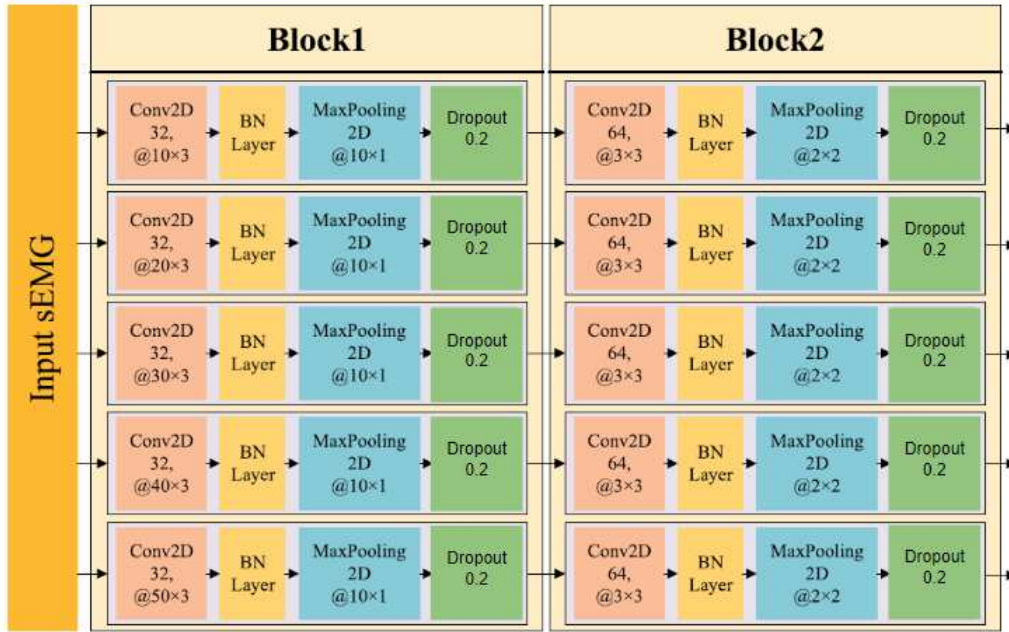 Input sEMG
Block1
Block2
Conv2D
32,
@10×3
BN
Layer
MaxPooling
2D
@10×1
Dropout
0.2
Conv2D
64,
@3×3
BN
Layer
MaxPooling
2D
@2×2
Dropout
0.2
Conv2D
32,
@20×3
BN
Layer
MaxPooling
2D
@10×1
Dropout
0.2
Conv2D
64,
@3×3
BN
Layer
MaxPooling
2D
@2×2
Dropout
0.2
Conv2D
32,
@30×3
BN
Layer
MaxPooling
2D
@10×1
Dropout
0.2
Conv2D
64,
@3×3
BN
Layer
MaxPooling
2D
@2×2
Dropout
0.2
Conv2D
32,
@40×3
BN
Layer
MaxPooling
2D
@10×1
Dropout
0.2
Conv2D
64,
@3×3
BN
Layer
MaxPooling
2D
@2×2
Dropout
0.2
Conv2D
32,
@50×3
BN
Layer
MaxPooling
2D
@10×1
Dropout
0.2
Conv2D
64,
@3×3
BN
Layer
MaxPooling
2D
@2×2
Dropout
0.2